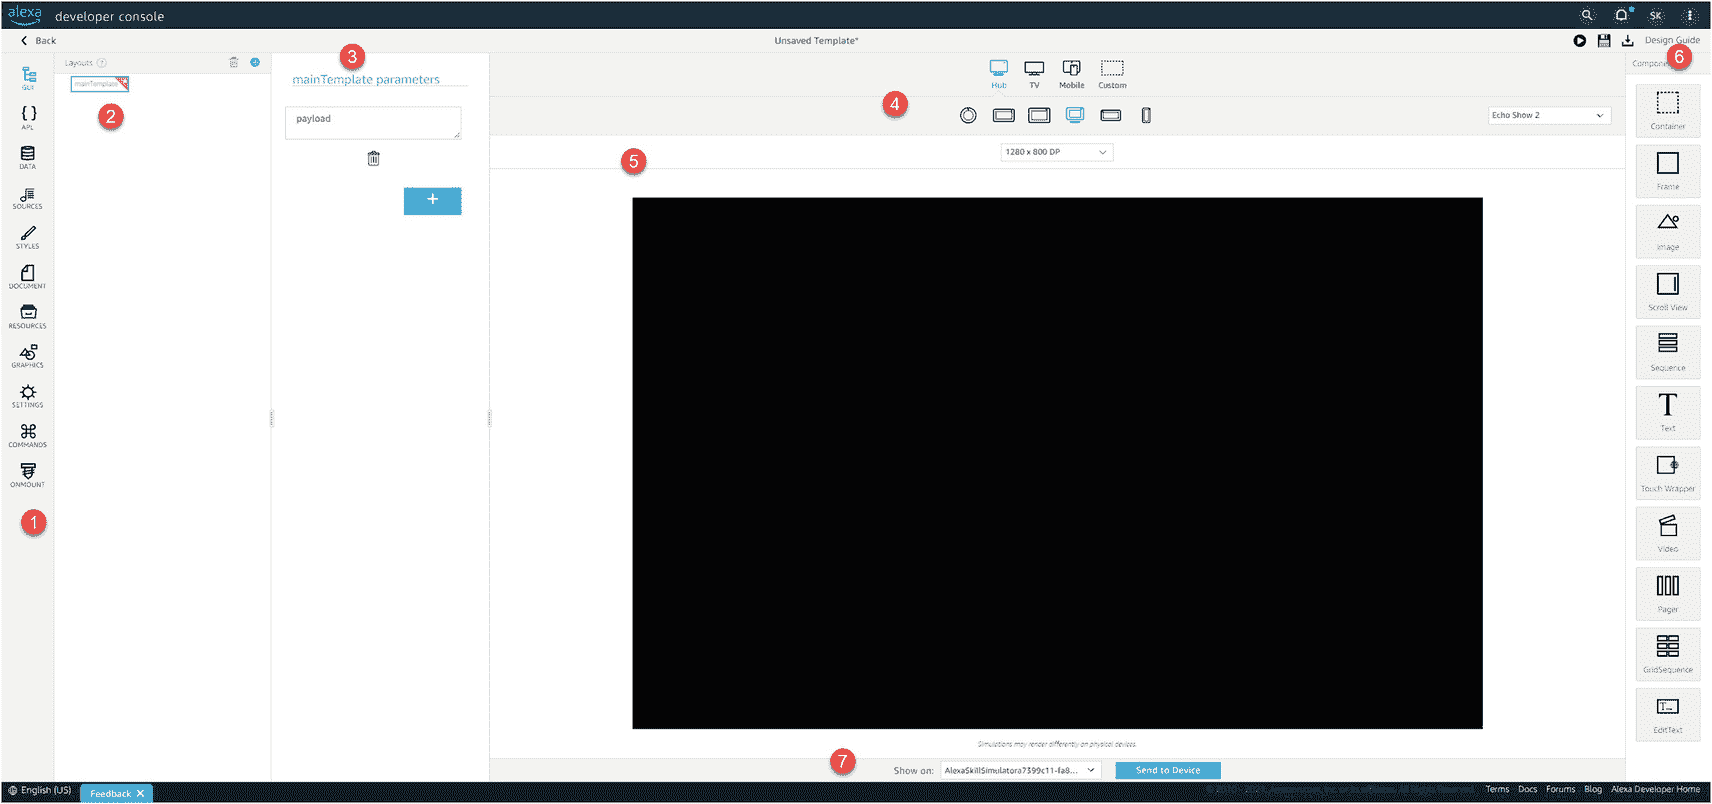 alexa developer console
SK
Back
Unsaved Template*
Design Guide
Layouts
mainTemplate
mainTemplate parameters
payload
+
GUI
APL
DATA
SOURCES
STYLES
DOCUMENT
RESOURCES
GRAPHICS
SETTINGS
COMMANDS
ONMOUNT
1
2
3
4
5
6
7
Hub TV Mobile Custom
Echo Show 2
1280 x 800 DP
Container
Frame
Image
Scroll View
Sequence
Text
Touch Wrapper
Video
Pager
GridSequence
EditText
Simulations may render differently on physical devices.
Show on: AlexaSkillSimulatora7399c11-fa8... Send to Device
English (US) Feedback X
Terms Docs Forums Blog Alexa Developer Home